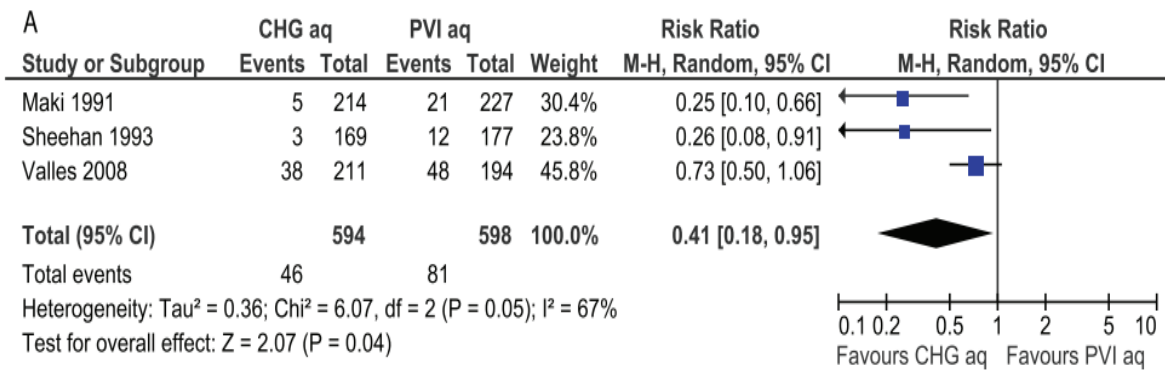 A
CHG aq PVI aq Risk Ratio Risk Ratio
Study or Subgroup Events Total Events Total Weight M-H, Random, 95% CI M-H, Random, 95% CI
Maki 1991 5 214 21 227 30.4% 0.25 [0.10, 0.66]
Sheehan 1993 3 169 12 177 23.8% 0.26 [0.08, 0.91]
Valles 2008 38 211 48 194 45.8% 0.73 [0.50, 1.06]
Total (95% CI) 594 598 100.0% 0.41 [0.18, 0.95]
Total events 46 81
Heterogeneity: Tau² = 0.36; Chi² = 6.07, df = 2 (P = 0.05); I² = 67%
Test for overall effect: Z = 2.07 (P = 0.04)
0.1 0.2 0.5 1 2 5 10
Favours CHG aq Favours PVI aq